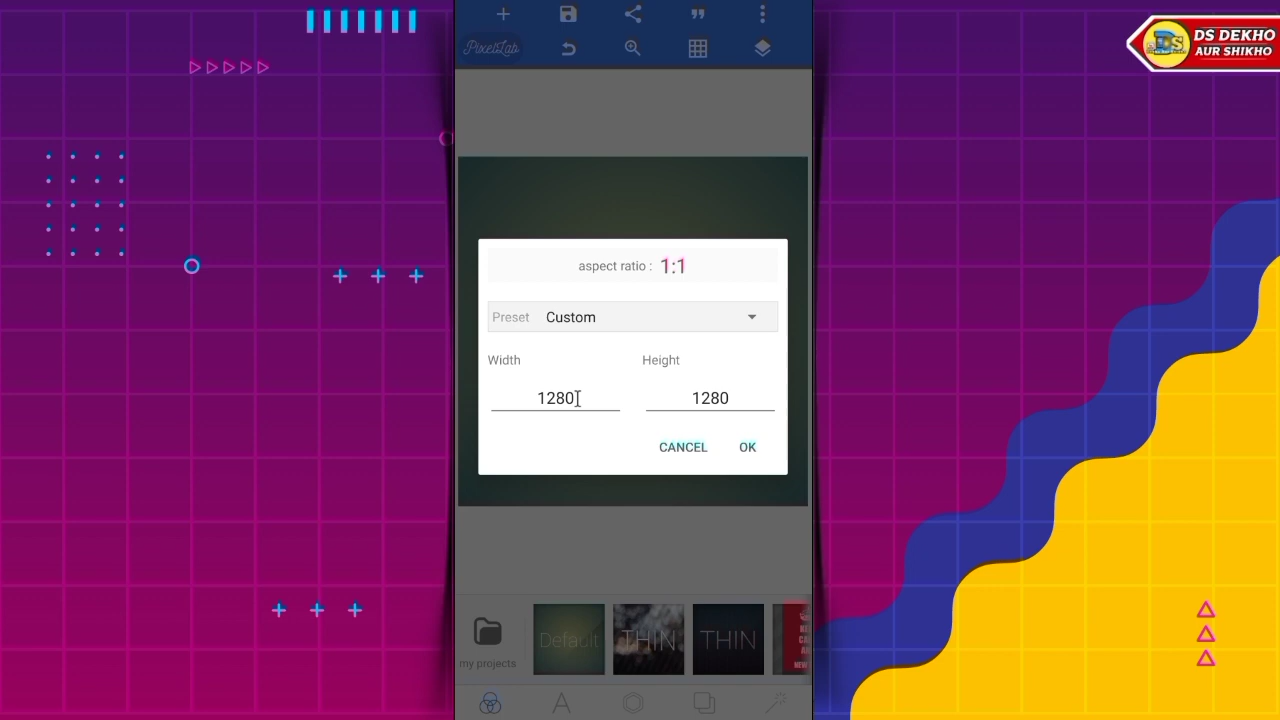 PixelLab
DS DEKHO
AUR SHIKHO
DS
aspect ratio : 1:1
Preset Custom
Width Height
1280 1280
CANCEL OK
my projects
Default
THIN
THIN